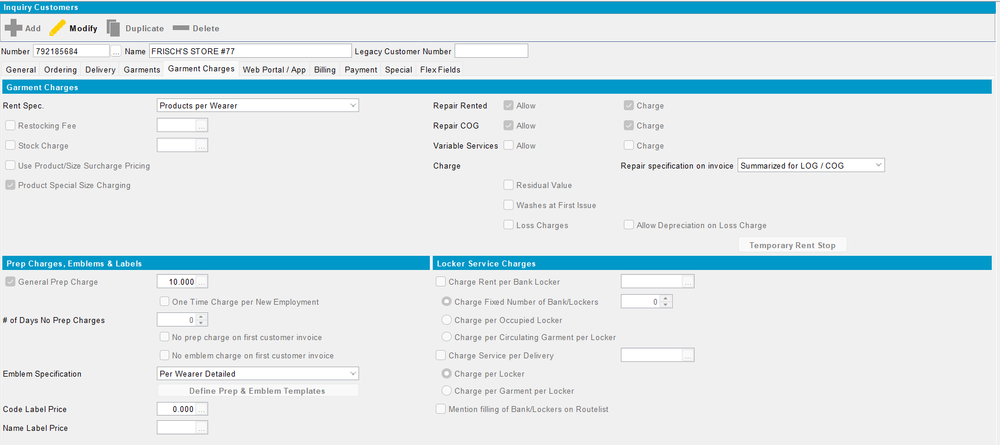 Inquiry Customers
Add Modify Duplicate Delete
Number 792185684 ... Name FRISCH'S STORE #77 Legacy Customer Number
General Ordering Delivery Garments Garment Charges Web Portal / App Billing Payment Special Flex Fields
Garment Charges
Rent Spec. Products per Wearer Repair Rented Allow Charge
Restocking Fee ... Repair COG Allow Charge
Stock Charge ... Variable Services Allow Charge
Use Product/Size Surcharge Pricing Charge Repair specification on invoice Summarized for LOG / COG
Product Special Size Charging Residual Value
Washes at First Issue
Loss Charges Allow Depreciation on Loss Charge
Temporary Rent Stop
Prep Charges, Emblems & Labels
General Prep Charge 10.000 ...
One Time Charge per New Employment
# of Days No Prep Charges 0
No prep charge on first customer invoice
No emblem charge on first customer invoice
Emblem Specification Per Wearer Detailed
Define Prep & Emblem Templates
Code Label Price 0.000 ...
Name Label Price ...
Locker Service Charges
Charge Rent per Bank Locker ...
Charge Fixed Number of Bank/Lockers 0
Charge per Occupied Locker
Charge per Circulating Garment per Locker
Charge Service per Delivery ...
Charge per Locker
Charge per Garment per Locker
Mention filling of Bank/Lockers on Routelist